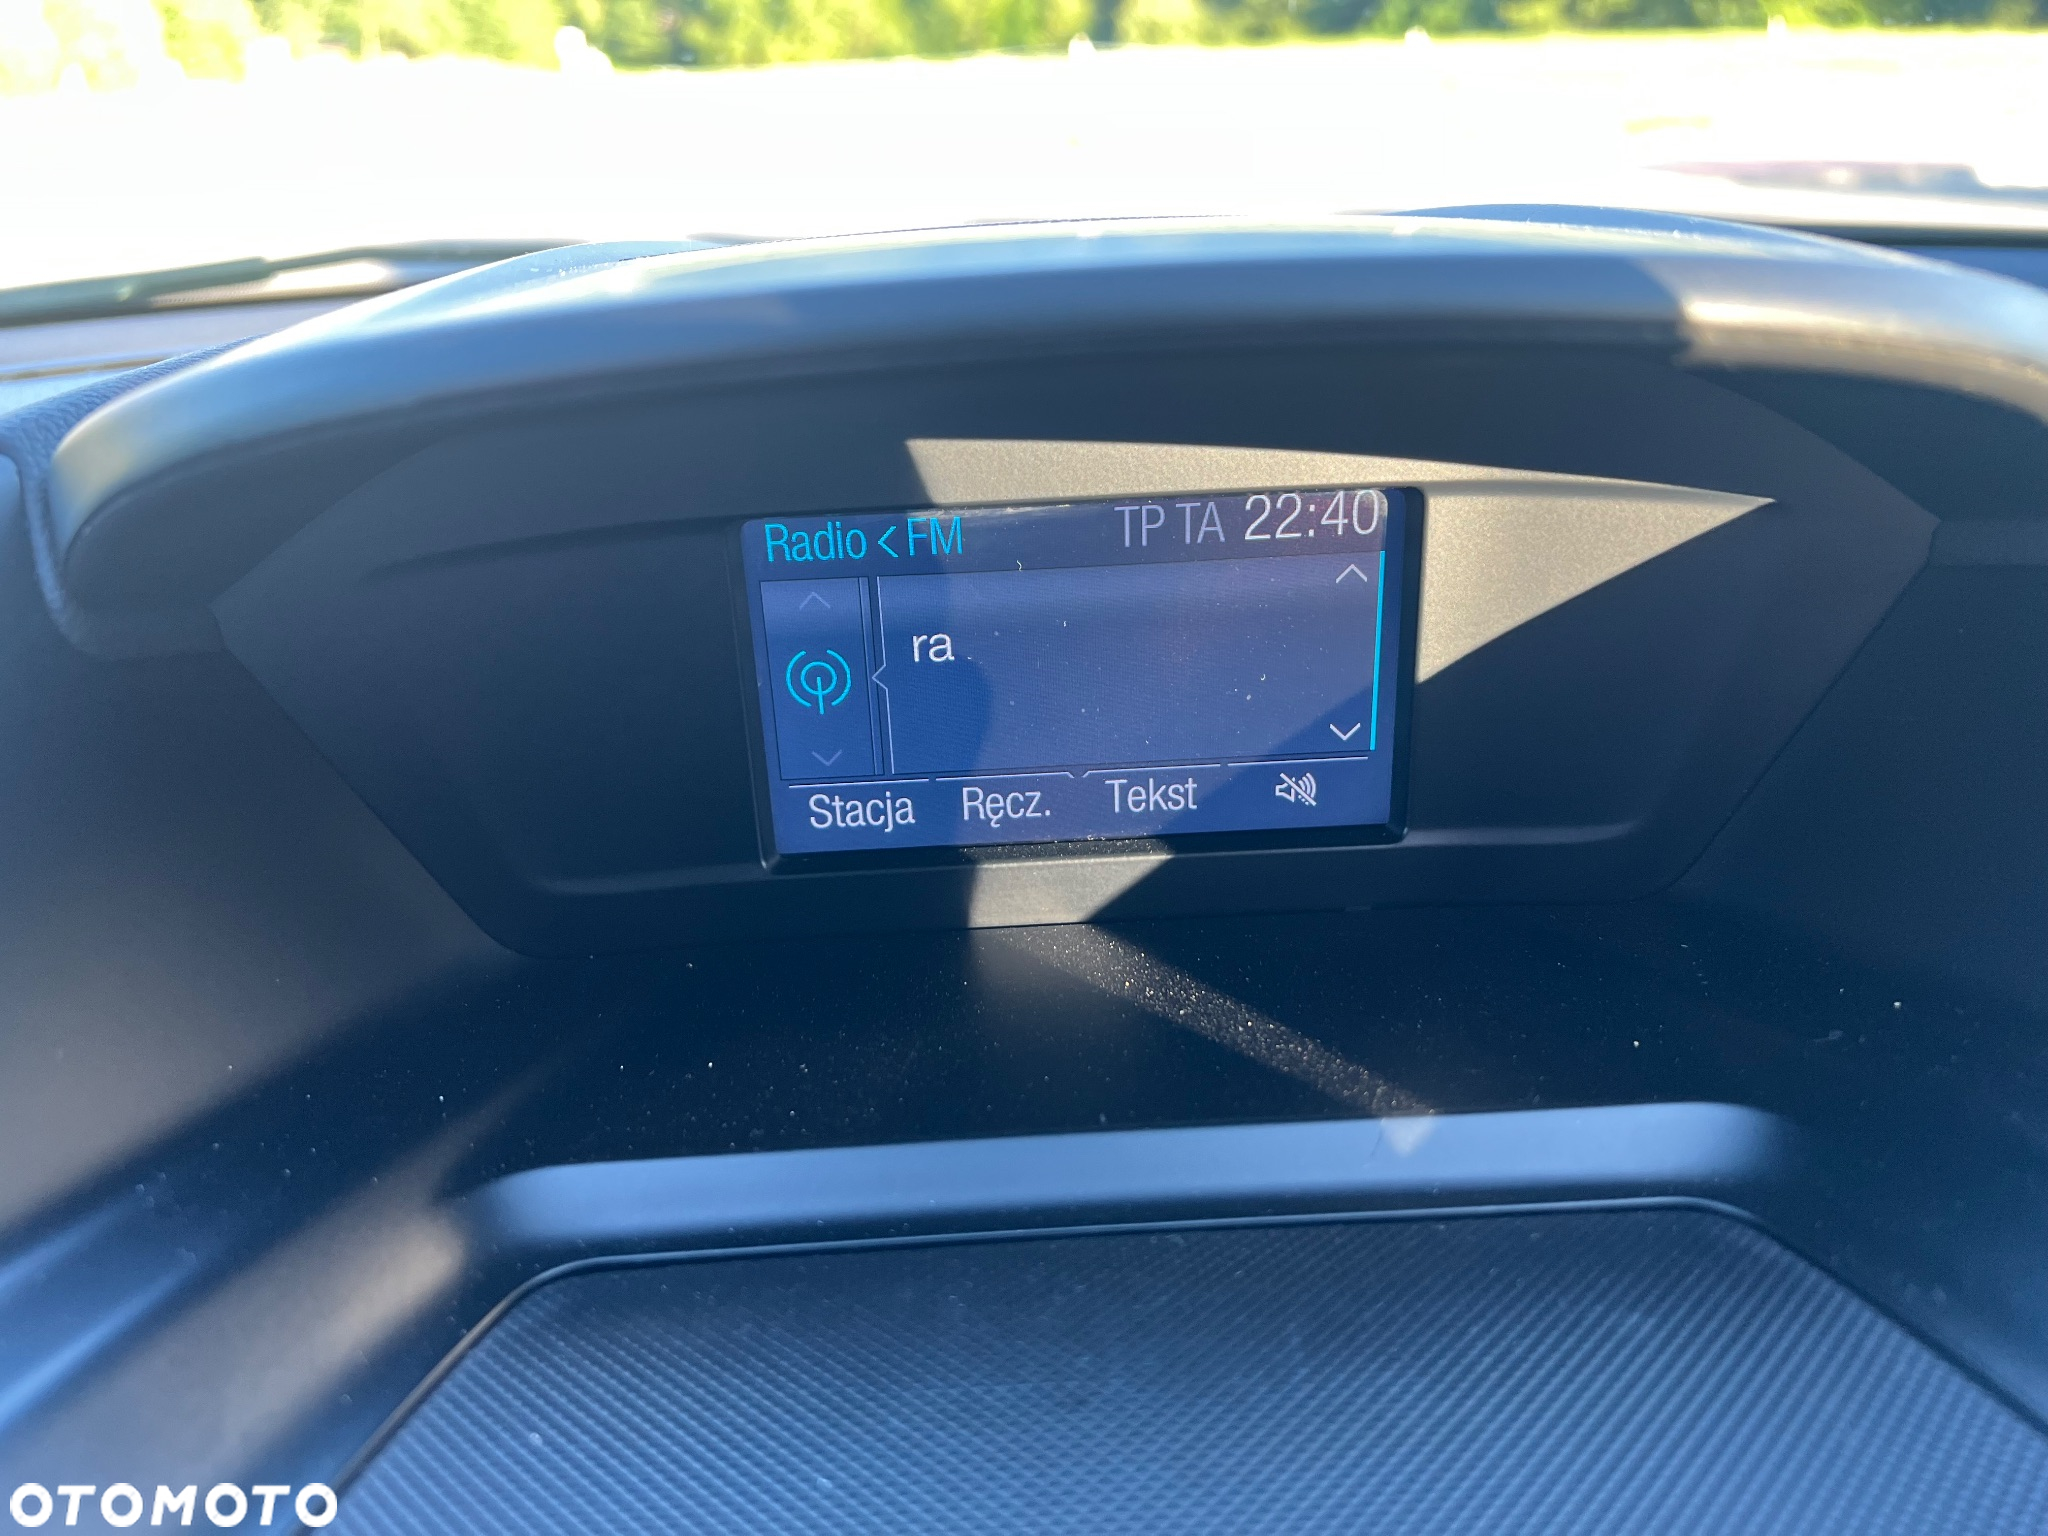 Radio < FM TP TA 22:40
ra
Stacja Ręcz. Tekst
OTOMOTO